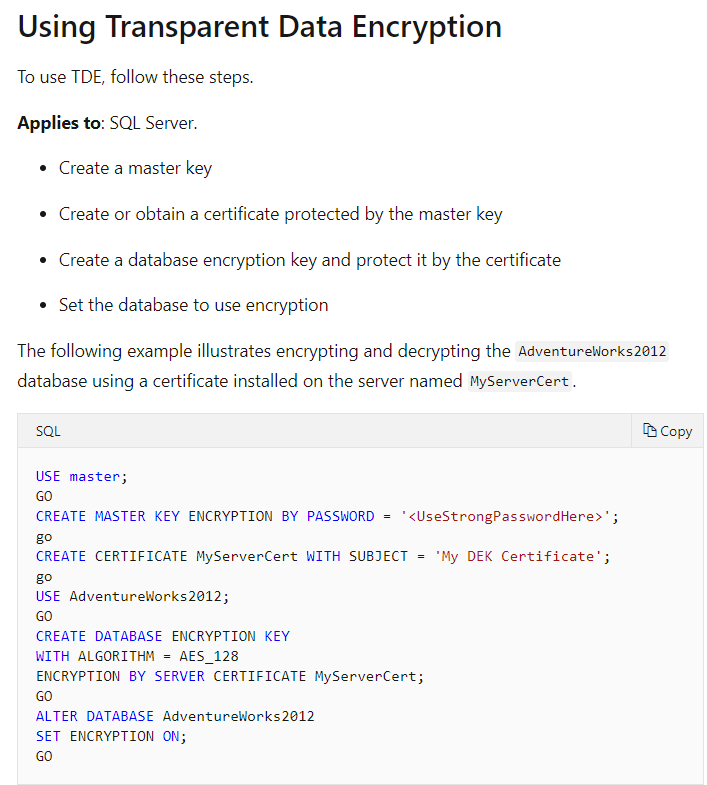 Using Transparent Data Encryption
To use TDE, follow these steps.
Applies to: SQL Server.
• Create a master key
• Create or obtain a certificate protected by the master key
• Create a database encryption key and protect it by the certificate
• Set the database to use encryption
The following example illustrates encrypting and decrypting the AdventureWorks2012
database using a certificate installed on the server named MyServerCert.
SQL Copy
USE master;
GO
CREATE MASTER KEY ENCRYPTION BY PASSWORD = '<UseStrongPasswordHere>';
go
CREATE CERTIFICATE MyServerCert WITH SUBJECT = 'My DEK Certificate';
go
USE AdventureWorks2012;
GO
CREATE DATABASE ENCRYPTION KEY
WITH ALGORITHM = AES_128
ENCRYPTION BY SERVER CERTIFICATE MyServerCert;
GO
ALTER DATABASE AdventureWorks2012
SET ENCRYPTION ON;
GO